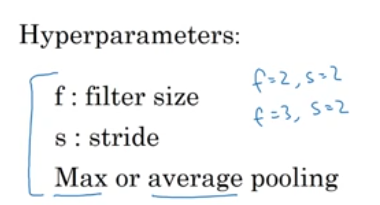 Hyperparameters:
f : filter size
f=2, s=2
f=3, s=2
s : stride
Max or average pooling